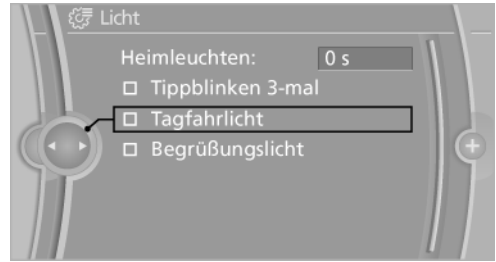 Licht
Heimleuchten: 0 s
Tippblinken 3-mal
Tagfahrlicht
Begrüßungslicht